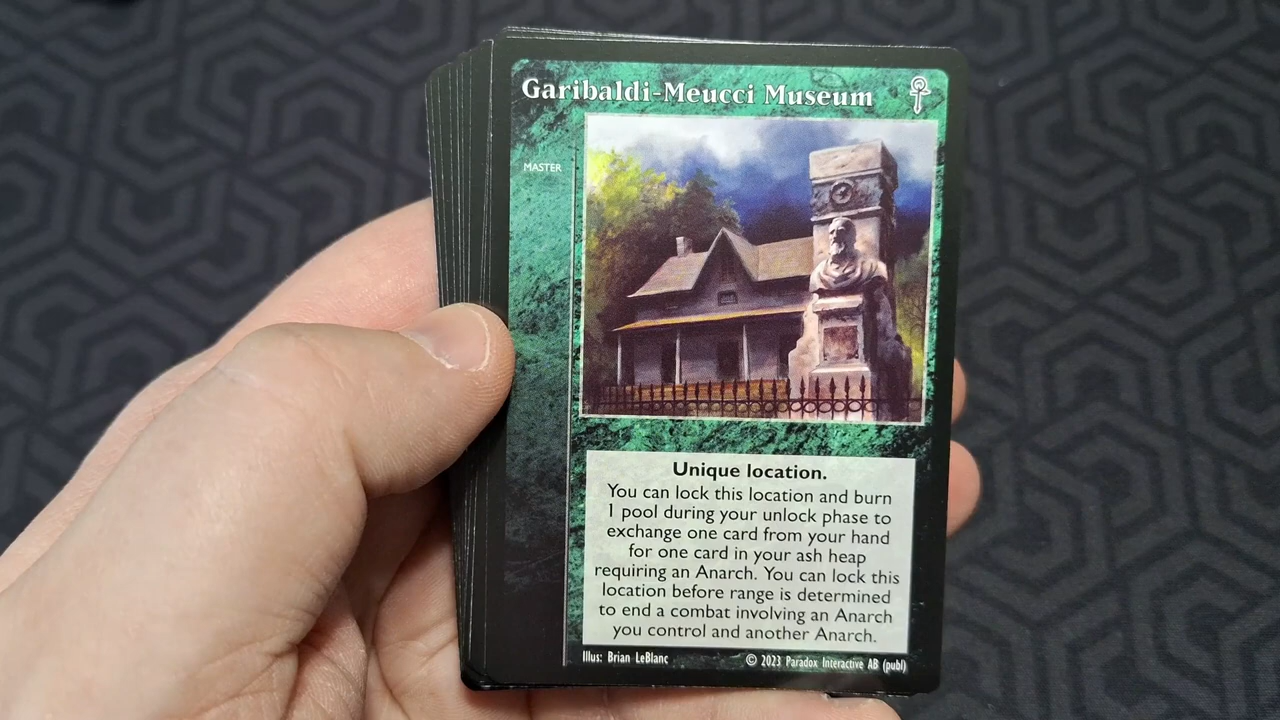 Garibaldi-Meucci Museum
MASTER
Unique location.
You can lock this location and burn
1 pool during your unlock phase to
exchange one card from your hand
for one card in your ash heap
requiring an Anarch. You can lock this
location before range is determined
to end a combat involving an Anarch
you control and another Anarch.
Illus: Brian LeBlanc
© 2023 Paradox Interactive AB (publ)